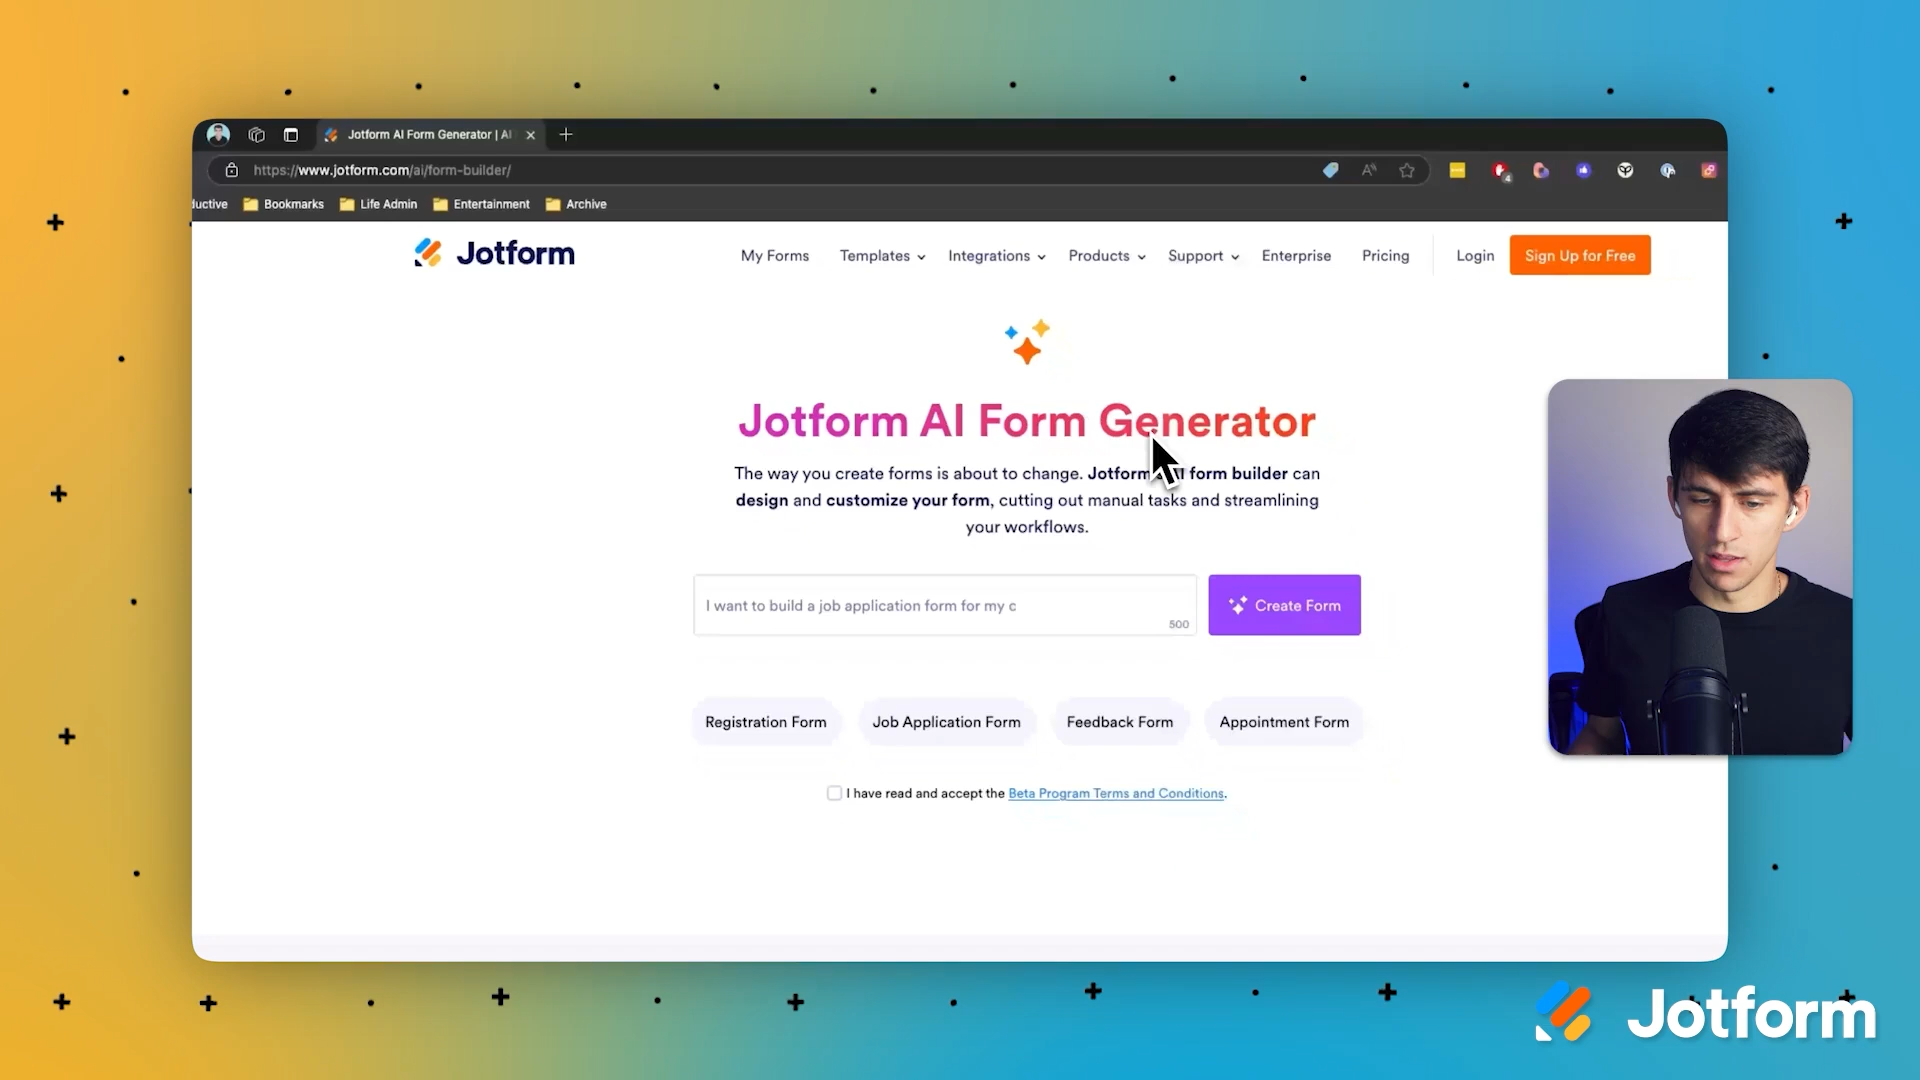 Jotform AI Form Generator | AI
https://www.jotform.com/ai/form-builder/
4
ductive
Bookmarks
Life Admin
Entertainment
Archive
Jotform
My Forms
Templates
Integrations
Products
Support
Enterprise
Pricing
Login
Sign Up for Free
Jotform AI Form Generator
The way you create forms is about to change. Jotform AI form builder can
design and customize your form, cutting out manual tasks and streamlining
your workflows.
I want to build a job application form for my c
500
Create Form
Registration Form
Job Application Form
Feedback Form
Appointment Form
I have read and accept the Beta Program Terms and Conditions.
Jotform